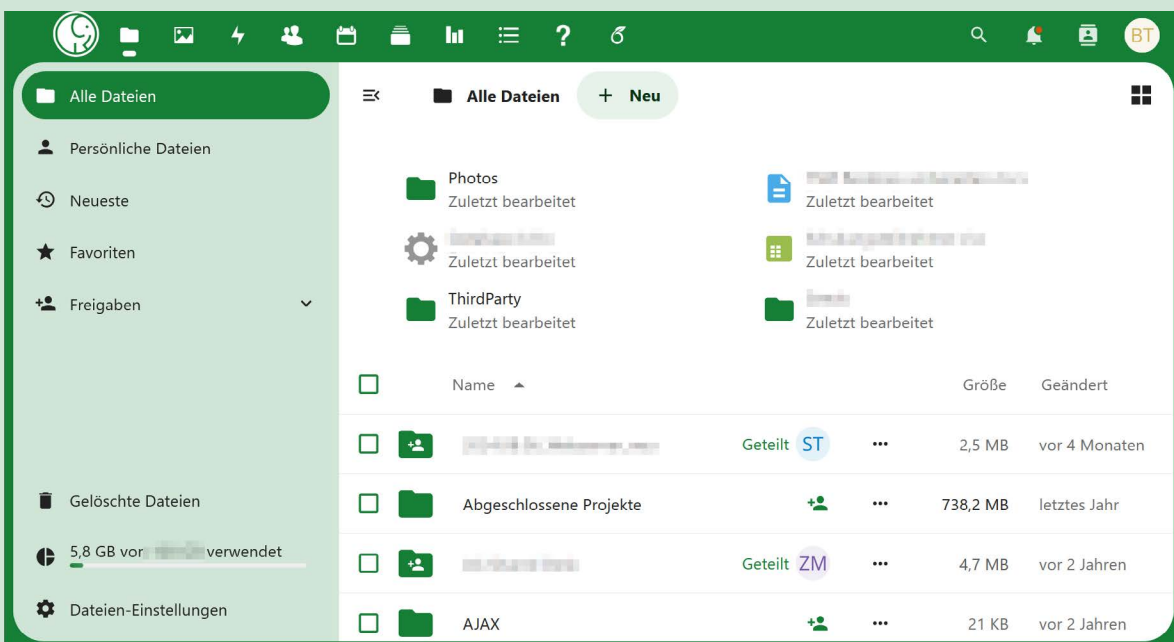 ?
BT
Alle Dateien
Persönliche Dateien
Neueste
Favoriten
Freigaben
Gelöschte Dateien
5,8 GB von verwendet
Dateien-Einstellungen
Alle Dateien + Neu
Photos
Zuletzt bearbeitet
Zuletzt bearbeitet
Zuletzt bearbeitet
Zuletzt bearbeitet
ThirdParty
Zuletzt bearbeitet
Zuletzt bearbeitet
Name Größe Geändert
Geteilt ST 2,5 MB vor 4 Monaten
Abgeschlossene Projekte 738,2 MB letztes Jahr
Geteilt ZM 4,7 MB vor 2 Jahren
AJAX 21 KB vor 2 Jahren